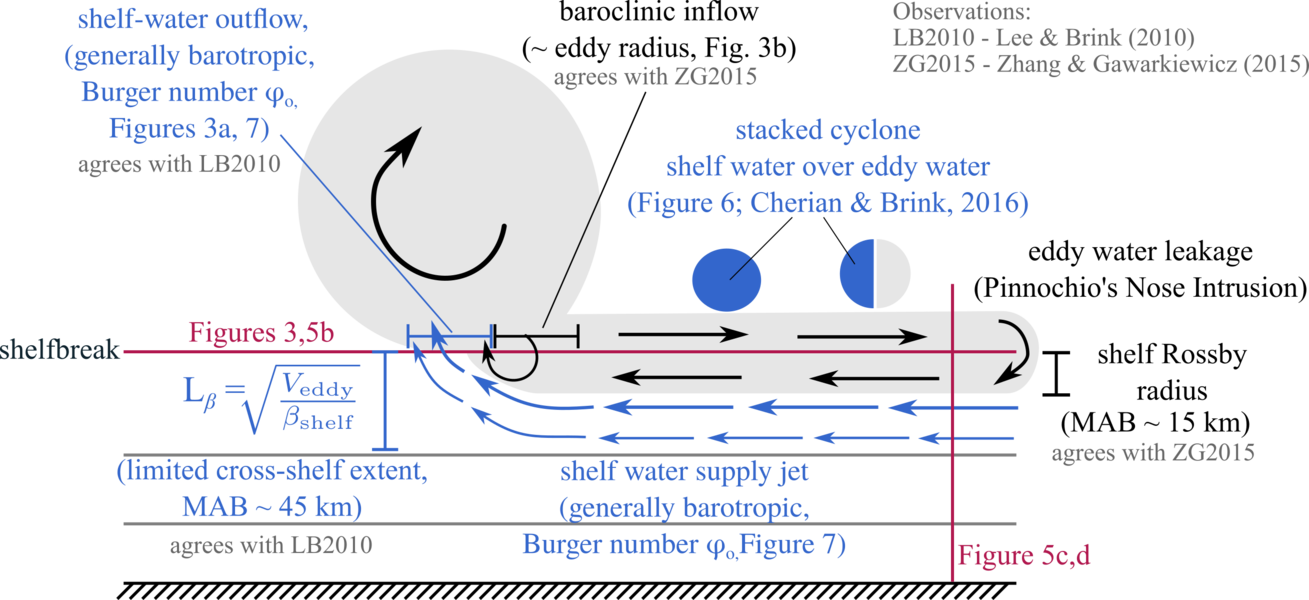 shelf-water outflow,
(generally barotropic,
Burger number φo,
Figures 3a, 7)
agrees with LB2010
baroclinic inflow
(~ eddy radius, Fig. 3b)
agrees with ZG2015
Observations:
LB2010 - Lee & Brink (2010)
ZG2015 - Zhang & Gawarkiewicz (2015)
stacked cyclone
shelf water over eddy water
(Figure 6; Cherian & Brink, 2016)
eddy water leakage
(Pinnochio's Nose Intrusion)
Figures 3,5b
shelfbreak
Lβ = √(Veddy / βshelf)
shelf Rossby
radius
(MAB ~ 15 km)
agrees with ZG2015
(limited cross-shelf extent,
MAB ~ 45 km)
agrees with LB2010
shelf water supply jet
(generally barotropic,
Burger number φo,Figure 7)
Figure 5c,d